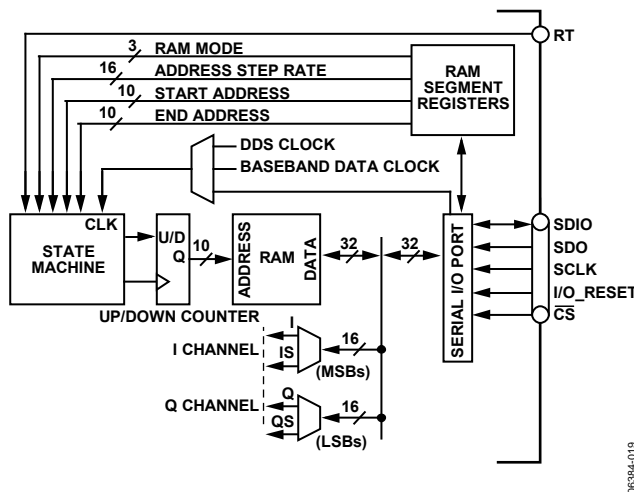 RT
3 RAM MODE
16 ADDRESS STEP RATE
10 START ADDRESS
10 END ADDRESS
RAM
SEGMENT
REGISTERS
DDS CLOCK
BASEBAND DATA CLOCK
CLK
STATE
MACHINE
U/D
Q
10
ADDRESS
RAM
DATA
32
32
SERIAL I/O PORT
SDIO
SDO
SCLK
I/O_RESET
CS
UP/DOWN COUNTER
I CHANNEL
I
IS
16
(MSBs)
Q CHANNEL
Q
QS
16
(LSBs)
06384-019